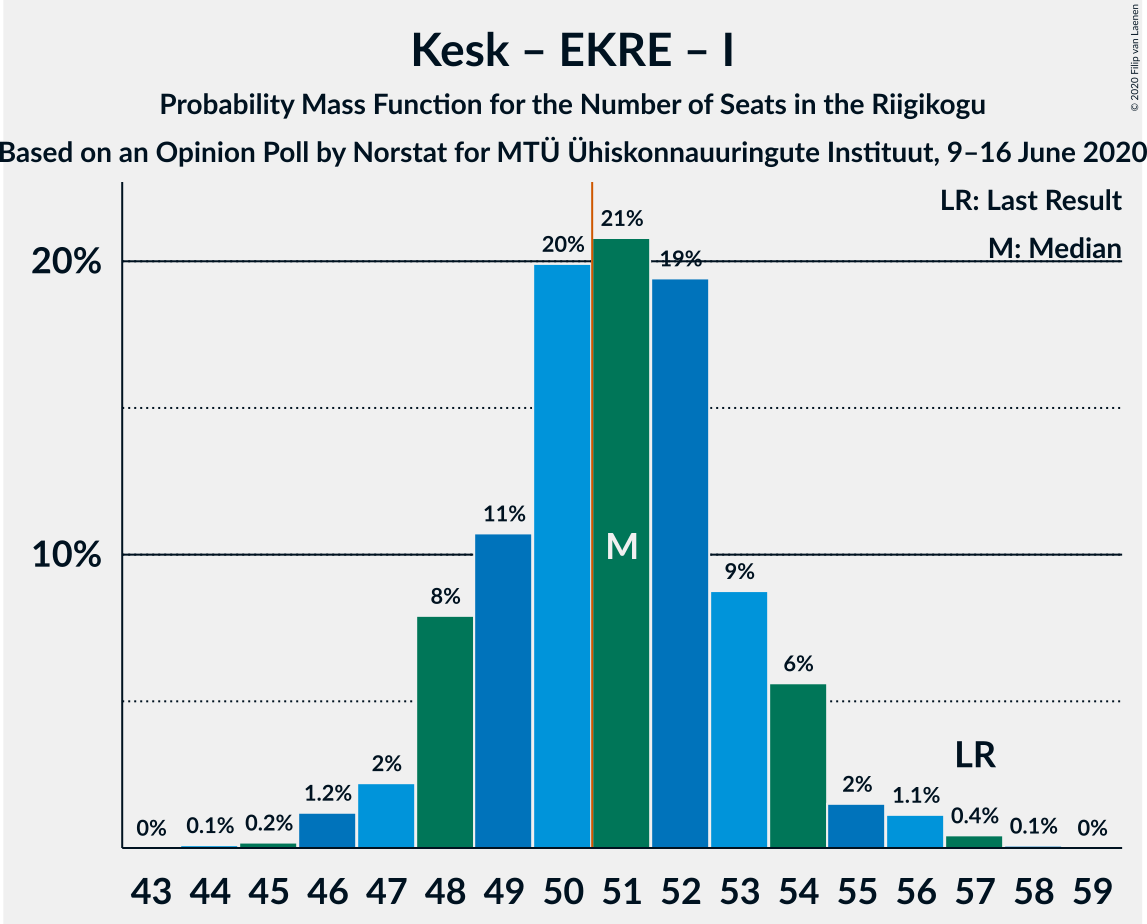 Kesk – EKRE – I
Probability Mass Function for the Number of Seats in the Riigikogu
Based on an Opinion Poll by Norstat for MTÜ Ühiskonnauuringute Instituut, 9–16 June 2020
© 2020 Filip van Laenen
LR: Last Result
M: Median
20%
10%
0%
0.1%
0.2%
1.2%
2%
8%
11%
20%
21%
19%
9%
6%
2%
1.1%
0.4%
0.1%
0%
M
LR
43 44 45 46 47 48 49 50 51 52 53 54 55 56 57 58 59